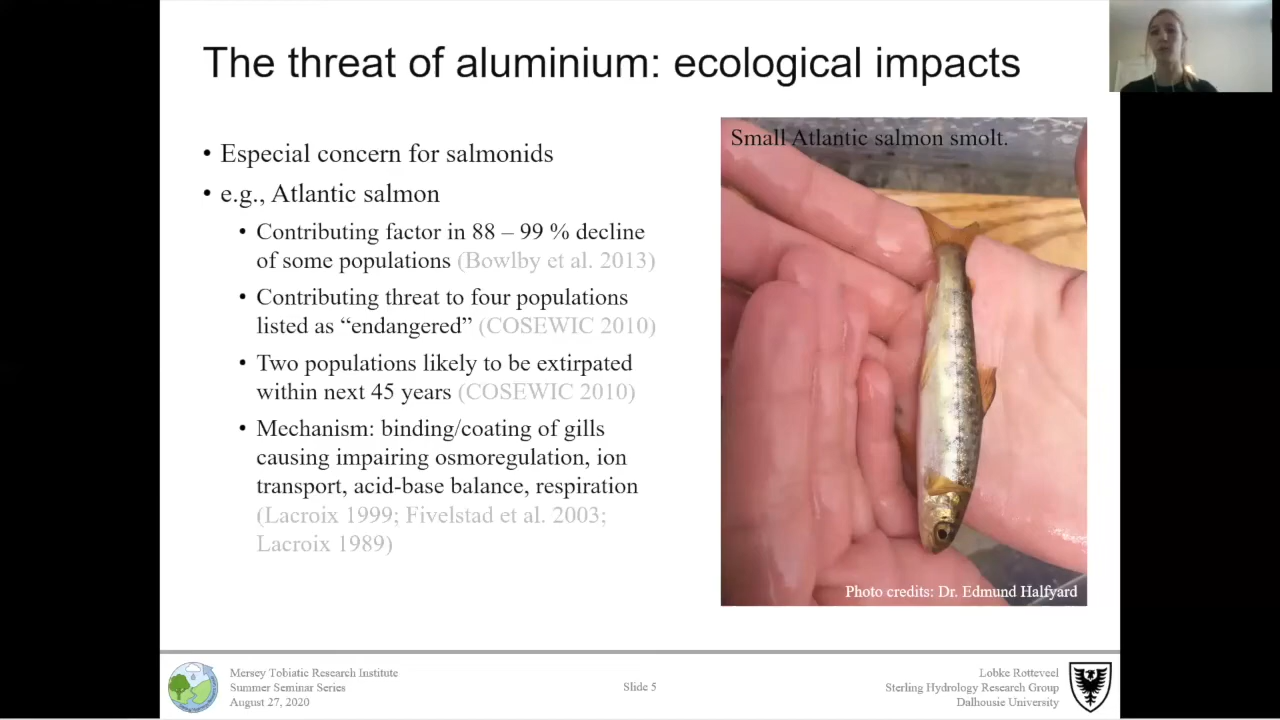 The threat of aluminium: ecological impacts
• Especial concern for salmonids
• e.g., Atlantic salmon
• Contributing factor in 88 – 99 % decline
of some populations (Bowlby et al. 2013)
• Contributing threat to four populations
listed as “endangered” (COSEWIC 2010)
• Two populations likely to be extirpated
within next 45 years (COSEWIC 2010)
• Mechanism: binding/coating of gills
causing impairing osmoregulation, ion
transport, acid-base balance, respiration
(Lacroix 1999; Fivelstad et al. 2003;
Lacroix 1989)
Small Atlantic salmon smolt.
Photo credits: Dr. Edmund Halfyard
Mersey Tobiatic Research Institute
Summer Seminar Series
August 27, 2020
Slide 5
Lobke Rotteveel
Sterling Hydrology Research Group
Dalhousie University